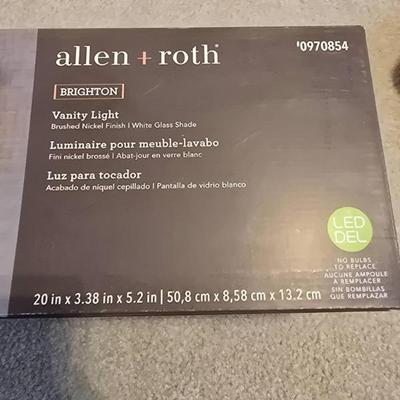 allen + roth®
#0970854
BRIGHTON
Vanity Light
Brushed Nickel Finish | White Glass Shade
Luminaire pour meuble-lavabo
Fini nickel brossé | Abat-jour en verre blanc
Luz para tocador
Acabado de níquel cepillado | Pantalla de vidrio blanco
LED
DEL
NO BULBS
TO REPLACE
AUCUNE AMPOULE
À REMPLACER
SIN BOMBILLAS
QUE REMPLAZAR
20 in x 3.38 in x 5.2 in | 50,8 cm x 8,58 cm x 13.2 cm